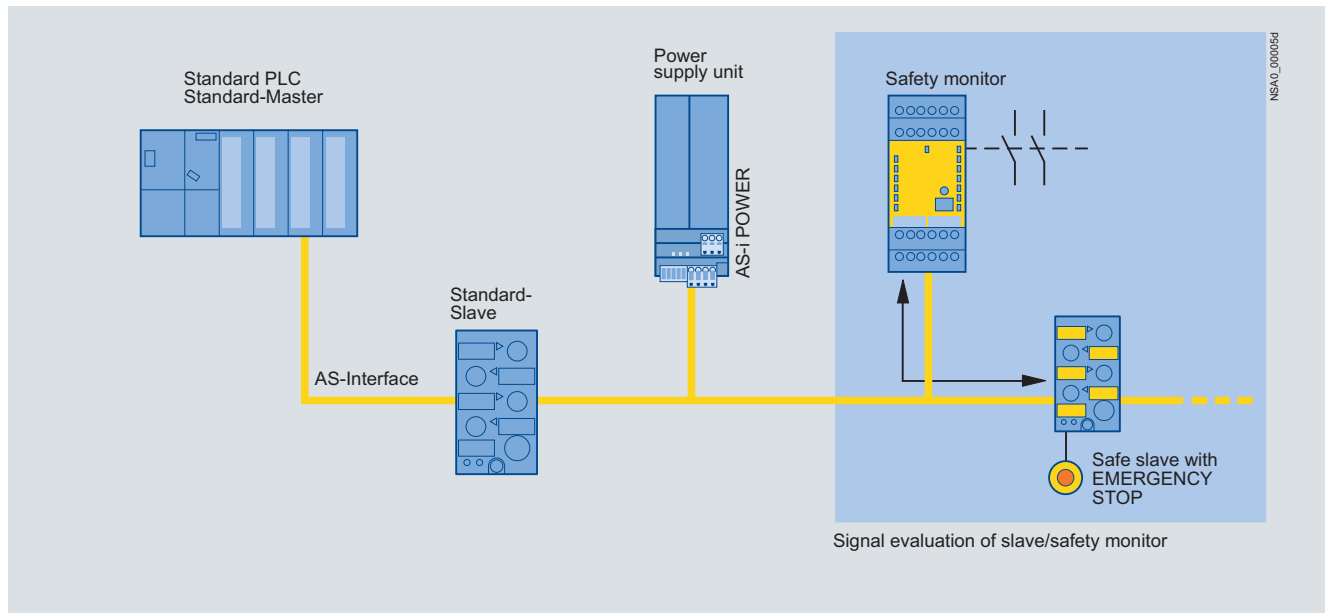 Standard PLC
Standard-Master
Power
supply unit
AS-i POWER
Safety monitor
NSA0_00005d
Standard-
Slave
AS-Interface
Safe slave with
EMERGENCY
STOP
Signal evaluation of slave/safety monitor